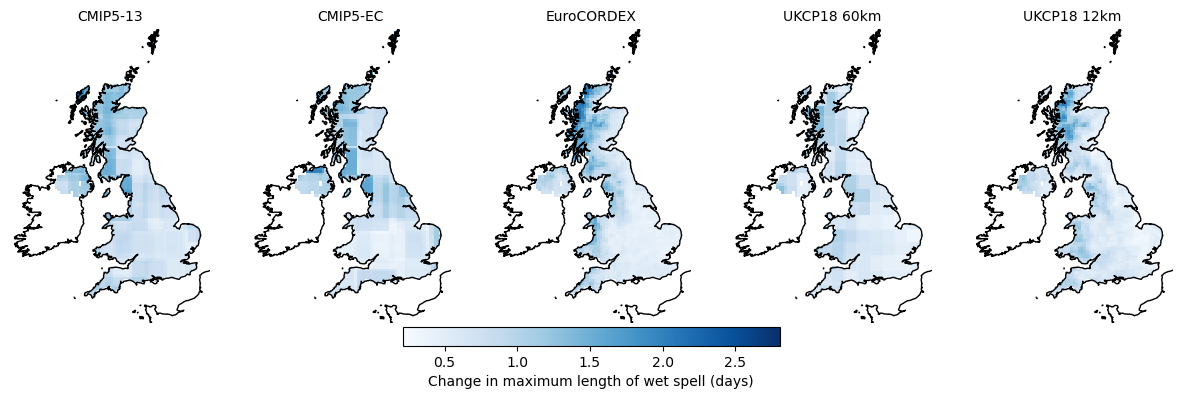 CMIP5-13
CMIP5-EC
EuroCORDEX
UKCP18 60km
UKCP18 12km
0.5
1.0
1.5
2.0
2.5
Change in maximum length of wet spell (days)